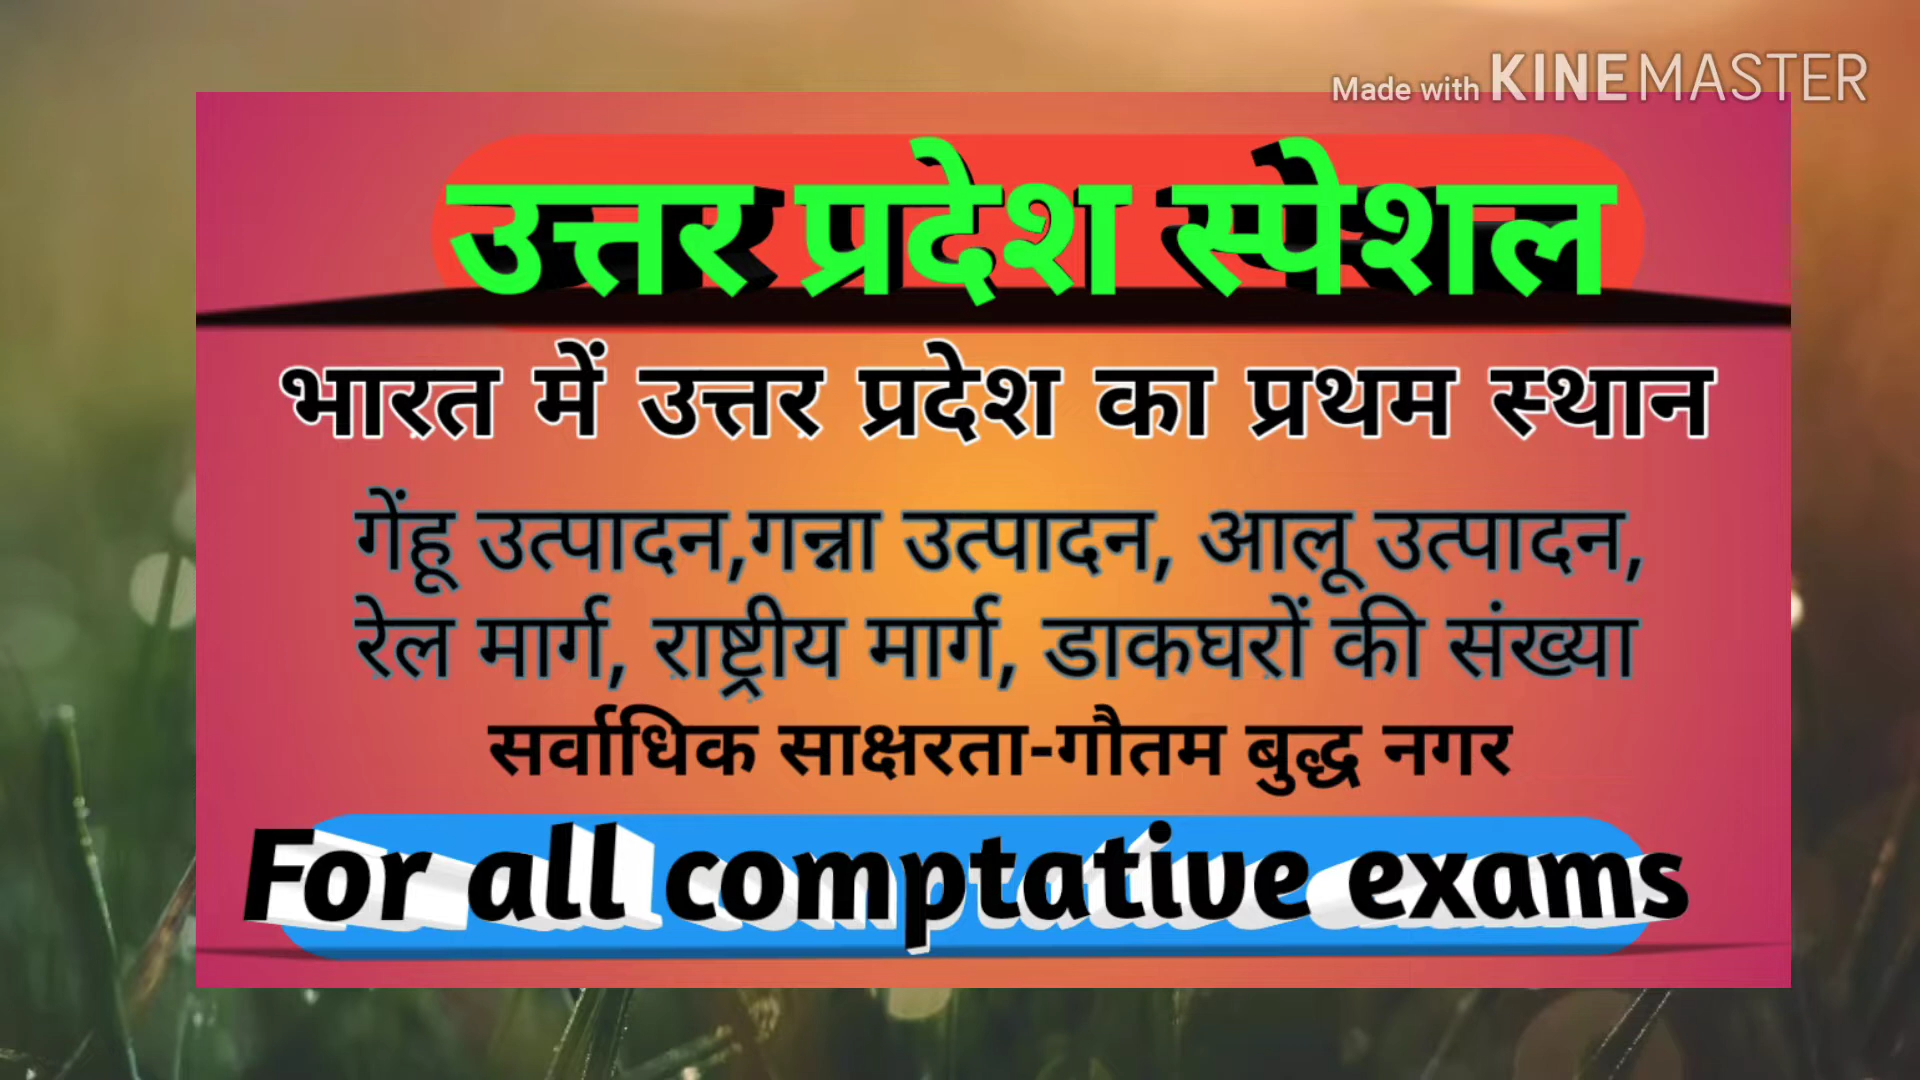 Made with KINEMASTER
उत्तर प्रदेश स्पेशल
भारत में उत्तर प्रदेश का प्रथम स्थान
गेंहू उत्पादन,गन्ना उत्पादन, आलू उत्पादन,
रेल मार्ग, राष्ट्रीय मार्ग, डाकघरों की संख्या
सर्वाधिक साक्षरता-गौतम बुद्ध नगर
For all comptative exams